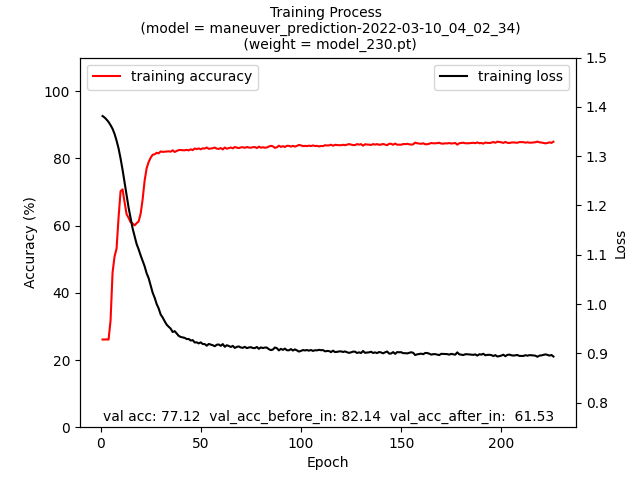 Training Process
(model = maneuver_prediction-2022-03-10_04_02_34)
(weight = model_230.pt)
training accuracy
training loss
100
80
60
40
20
0
Accuracy (%)
1.5
1.4
1.3
1.2
1.1
1.0
0.9
0.8
Loss
val acc: 77.12  val_acc_before_in: 82.14  val_acc_after_in:  61.53
0
50
100
150
200
Epoch